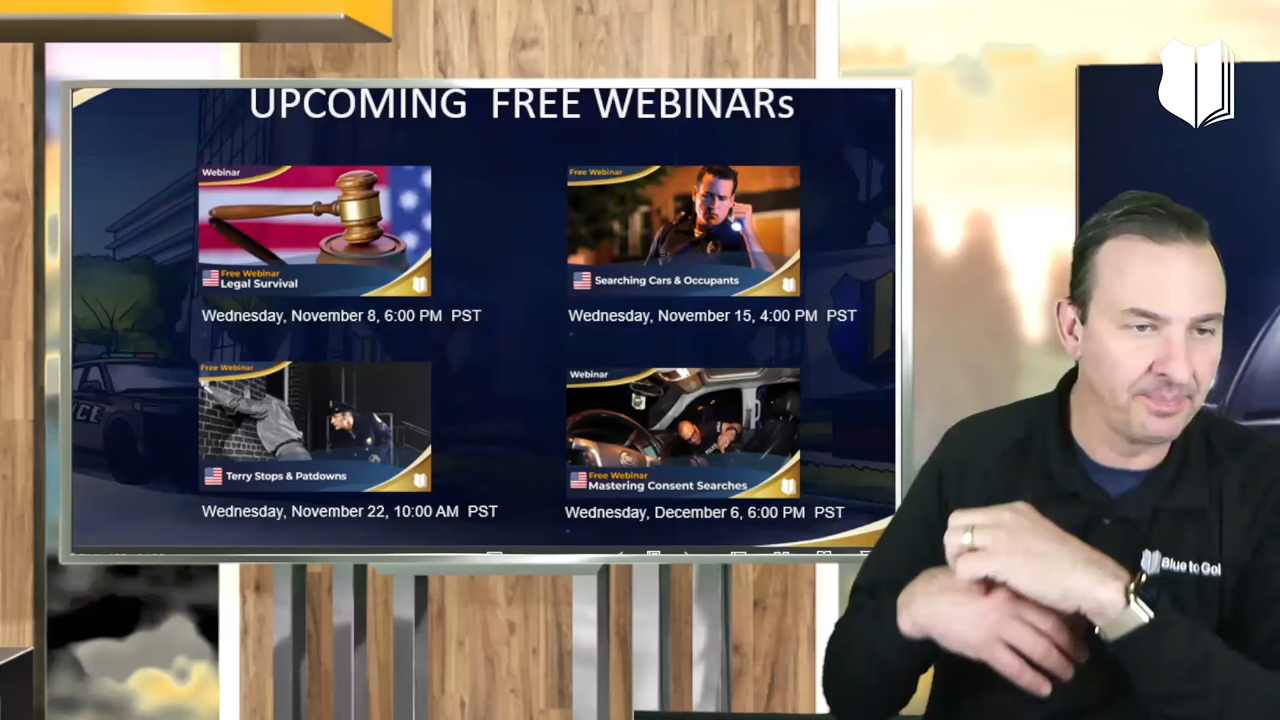 UPCOMING FREE WEBINARs
Webinar
Free Webinar
Legal Survival
Wednesday, November 8, 6:00 PM PST
Free Webinar
Searching Cars & Occupants
Wednesday, November 15, 4:00 PM PST
Free Webinar
Terry Stops & Patdowns
Wednesday, November 22, 10:00 AM PST
Webinar
Free Webinar
Mastering Consent Searches
Wednesday, December 6, 6:00 PM PST
Blue to Go!